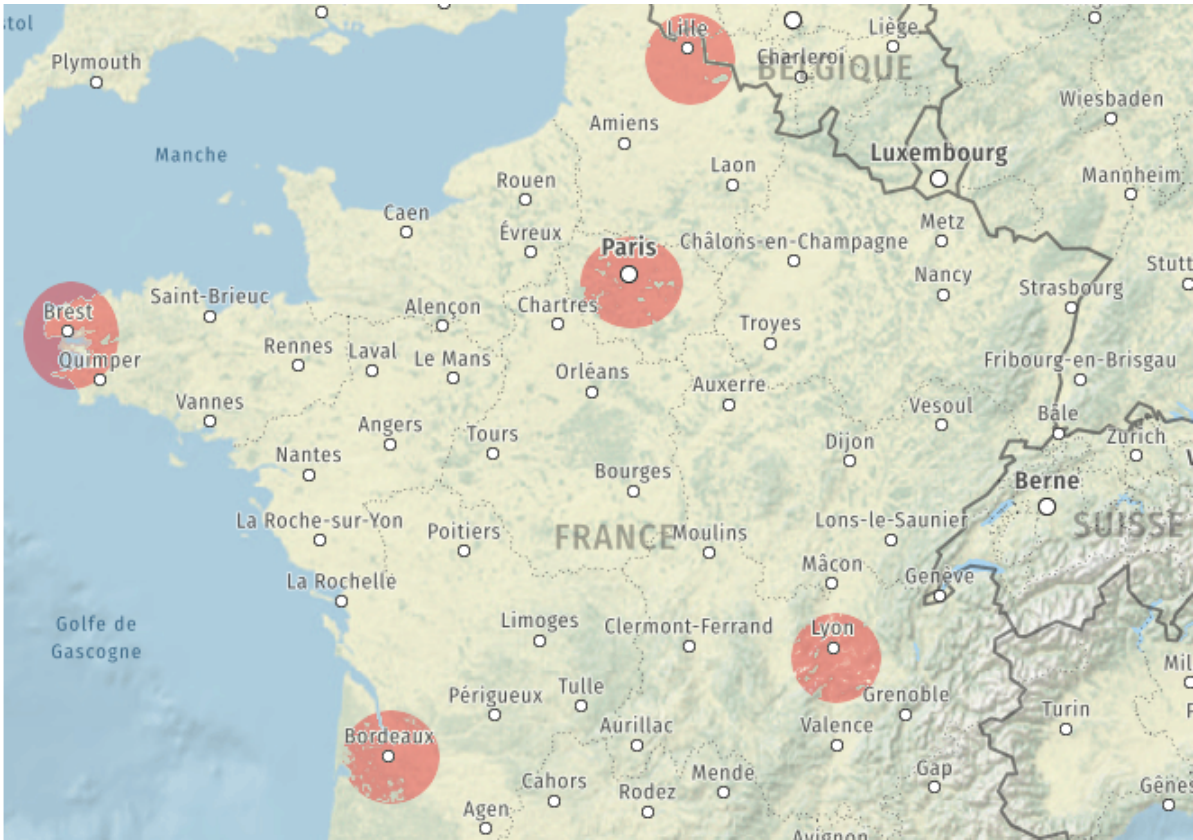 stol
Plymouth
Lille
Liège
Charleroi
BELGIQUE
Wiesbaden
Amiens
Manche
Laon
Luxembourg
Mannheim
Rouen
Caen
Metz
Évreux
Paris
Châlons-en-Champagne
Stutt
Nancy
Saint-Brieuc
Strasbourg
Brest
Alençon
Chartres
Troyes
Rennes
Laval
Le Mans
Quimper
Fribourg-en-Brisgau
Orléans
Auxerre
Vannes
Vesoul
Bâle
Angers
Tours
Dijon
Zurich
Nantes
Bourges
Berne
La Roche-sur-Yon
Poitiers
FRANCE
Moulins
Lons-le-Saunier
SUISSE
Mâcon
Genève
La Rochelle
Golfe de
Gascogne
Limoges
Clermont-Ferrand
Lyon
Mil
Périgueux
Tulle
Grenoble
Turin
Bordeaux
Aurillac
Valence
Cahors
Mende
Gap
Rodez
Gênes
Agen
Avignon